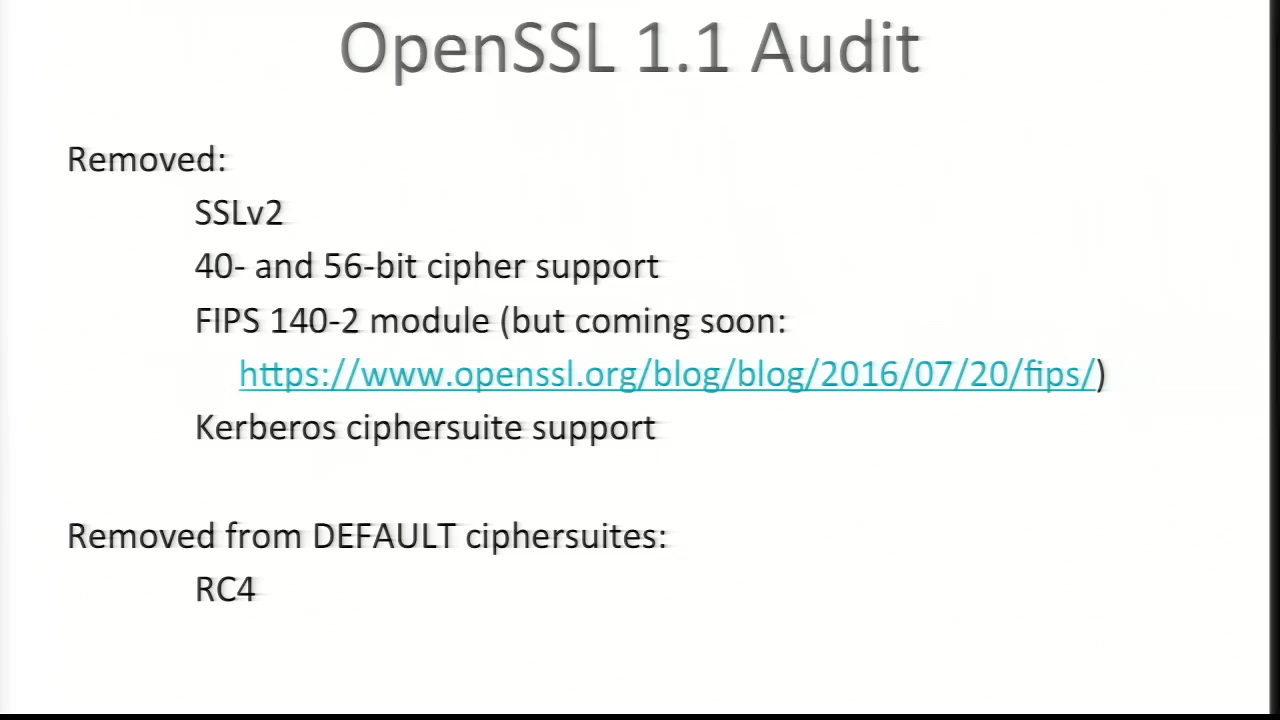 OpenSSL 1.1 Audit
Removed:
SSLv2
40- and 56-bit cipher support
FIPS 140-2 module (but coming soon:
https://www.openssl.org/blog/blog/2016/07/20/fips/)
Kerberos ciphersuite support
Removed from DEFAULT ciphersuites:
RC4